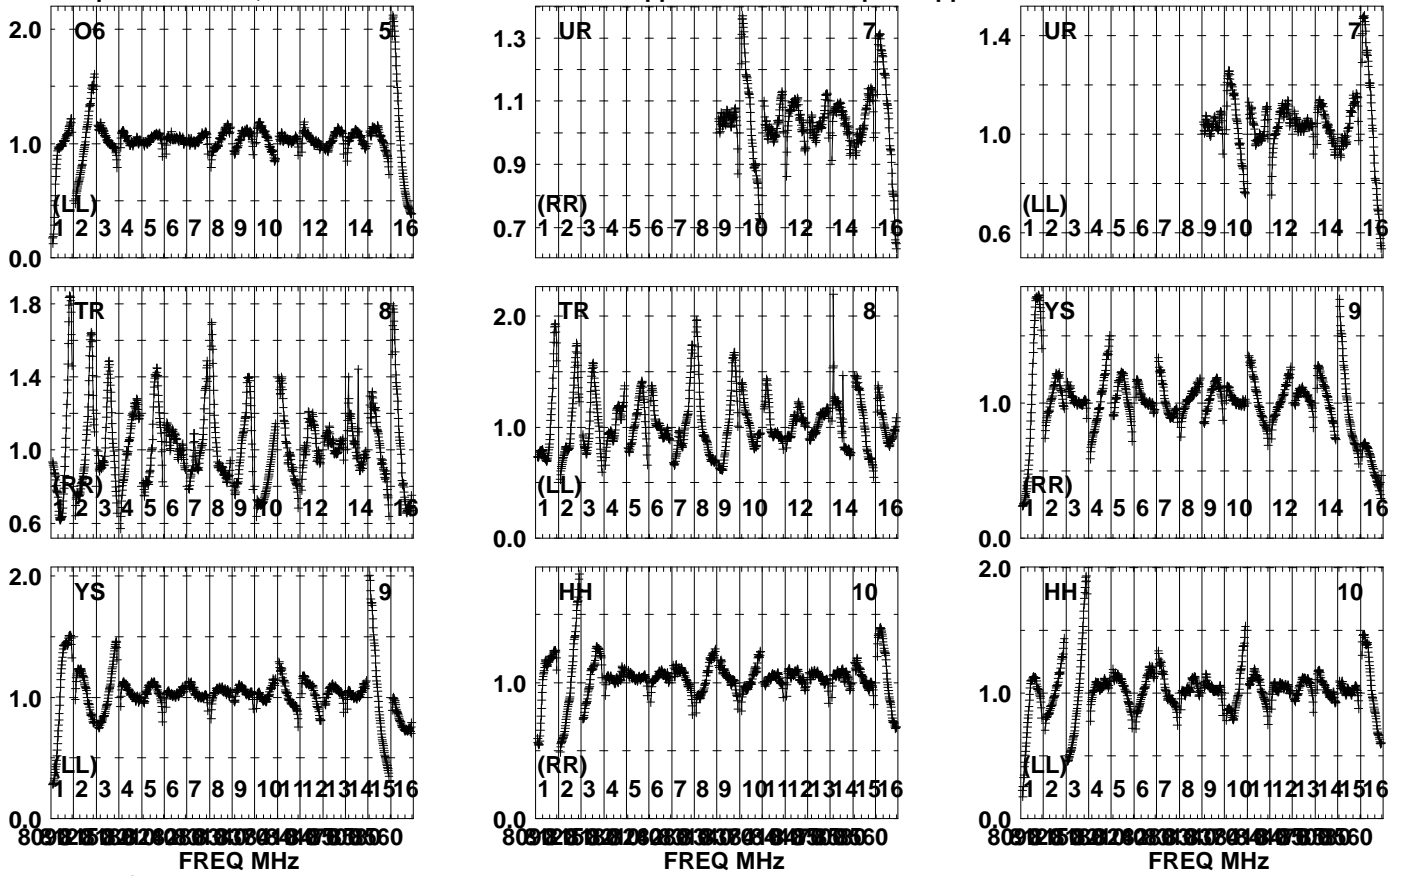 2.0 O6 5
1.0
(LL)
1 2 3 4 5 6 7 8 9 10 12 14 16
0.0
1.3 UR 7
1.1
0.9
(RR)
0.7 1 2 3 4 5 6 7 8 9 10 12 14 16
1.4 UR 7
1.0
(LL)
0.6 1 2 3 4 5 6 7 8 9 10 12 14 16
1.8 TR 8
1.4
1.0
(RR)
0.6 1 2 3 4 5 6 7 8 9 10 12 14 16
2.0 TR 8
1.0
(LL)
1 2 3 4 5 6 7 8 9 10 12 14 16
0.0
YS 9
1.0
(RR)
1 2 3 4 5 6 7 8 9 10 12 14 16
0.0
2.0 YS 9
1.0
(LL)
1 2 3 4 5 6 7 8 9 10 11 12 13 14 15 16
0.0
FREQ MHz
HH 10
1.0
(RR)
1 2 3 4 5 6 7 8 9 10 11 12 13 14 15 16
0.0
FREQ MHz
2.0 HH 10
1.0
(LL)
1 2 3 4 5 6 7 8 9 10 11 12 13 14 15 16
0.0
FREQ MHz